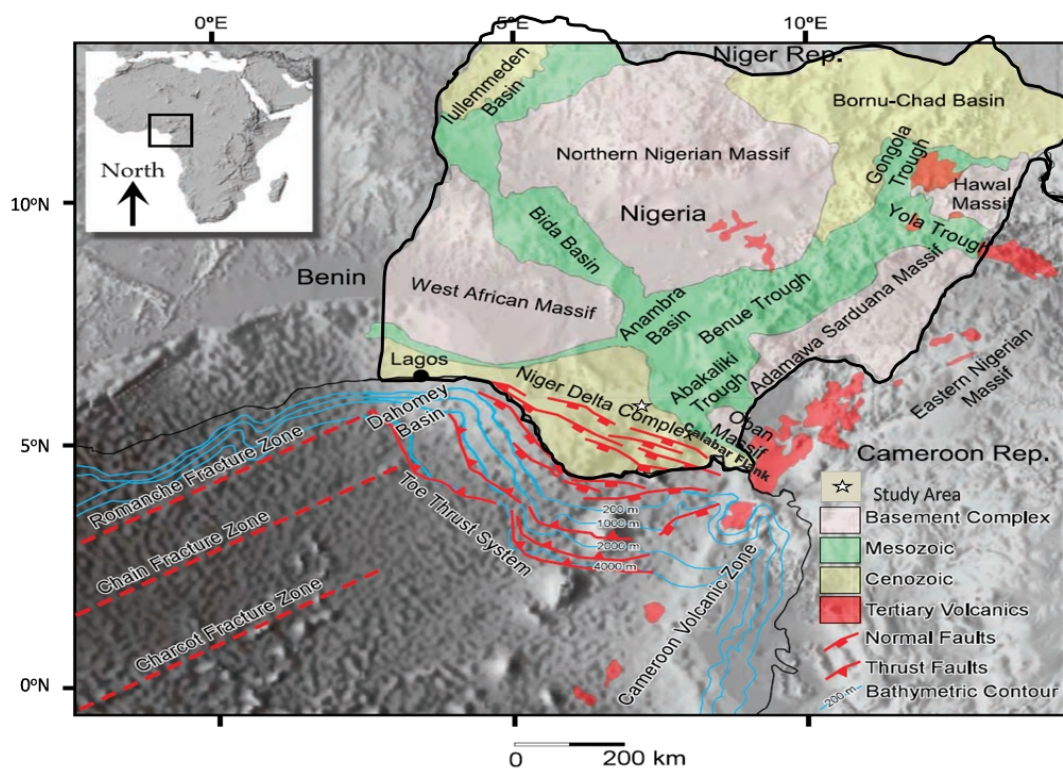 0ºE
5ºE
10ºE
North
10ºN
5ºN
0ºN
Niger Rep.
Iullemmeden
Basin
Bornu-Chad Basin
Northern Nigerian Massif
Gongola
Trough
Hawal
Massif
Nigeria
Yola Trough
Bida Basin
Benin
West African Massif
Anambra
Basin
Benue Trough
Adamawa Sarduana Massif
Lagos
Niger Delta Complex
Abakaliki
Trough
Oban
Massif
Calabar Flank
Eastern Nigerian
Massif
Dahomey
Basin
Cameroon Rep.
Romanche Fracture Zone
Chain Fracture Zone
Charcot Fracture Zone
Toe Thrust System
200 m
1000 m
2000 m
4000 m
Cameroon Volcanic Zone
Study Area
Basement Complex
Mesozoic
Cenozoic
Tertiary Volcanics
Normal Faults
Thrust Faults
200 m
Bathymetric Contour
0 200 km